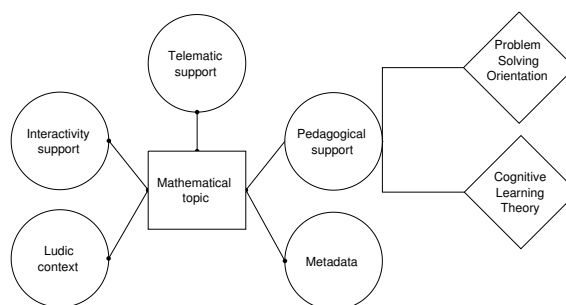 Telematic
support
Problem
Solving
Orientation
Interactivity
support
Mathematical
topic
Pedagogical
support
Cognitive
Learning
Theory
Ludic
context
Metadata